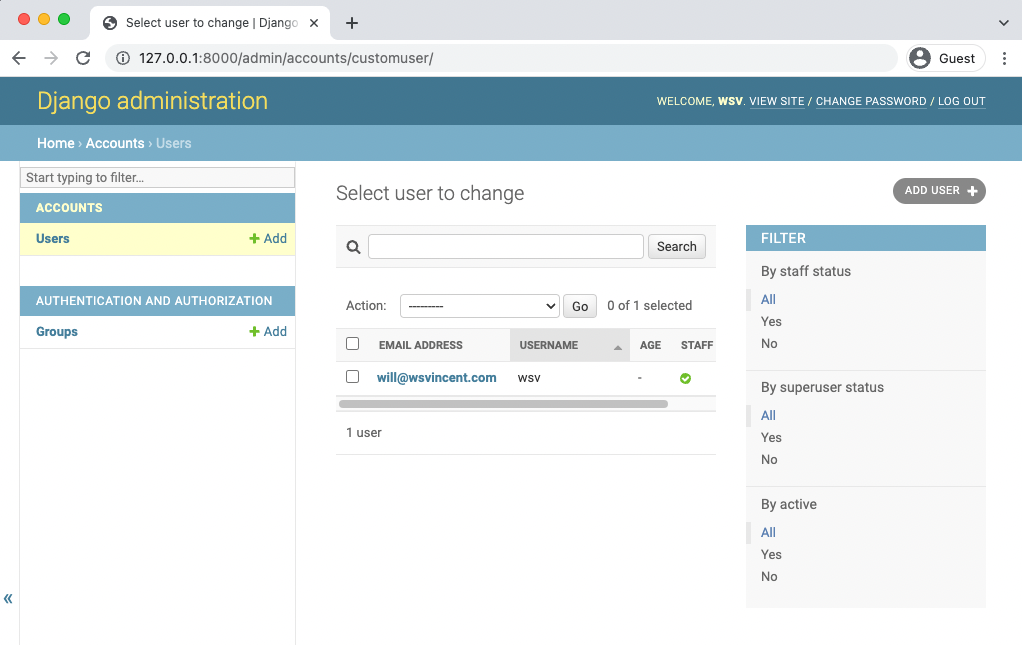 Select user to change | Django
127.0.0.1:8000/admin/accounts/customuser/
Guest
Django administration
WELCOME, WSV. VIEW SITE / CHANGE PASSWORD / LOG OUT
Home › Accounts › Users
Start typing to filter...
ACCOUNTS
Users
Add
AUTHENTICATION AND AUTHORIZATION
Groups
Add
«
Select user to change
ADD USER
Search
Action: --------- Go 0 of 1 selected
EMAIL ADDRESS USERNAME AGE STAFF
will@wsvincent.com wsv -
1 user
FILTER
By staff status
All
Yes
No
By superuser status
All
Yes
No
By active
All
Yes
No